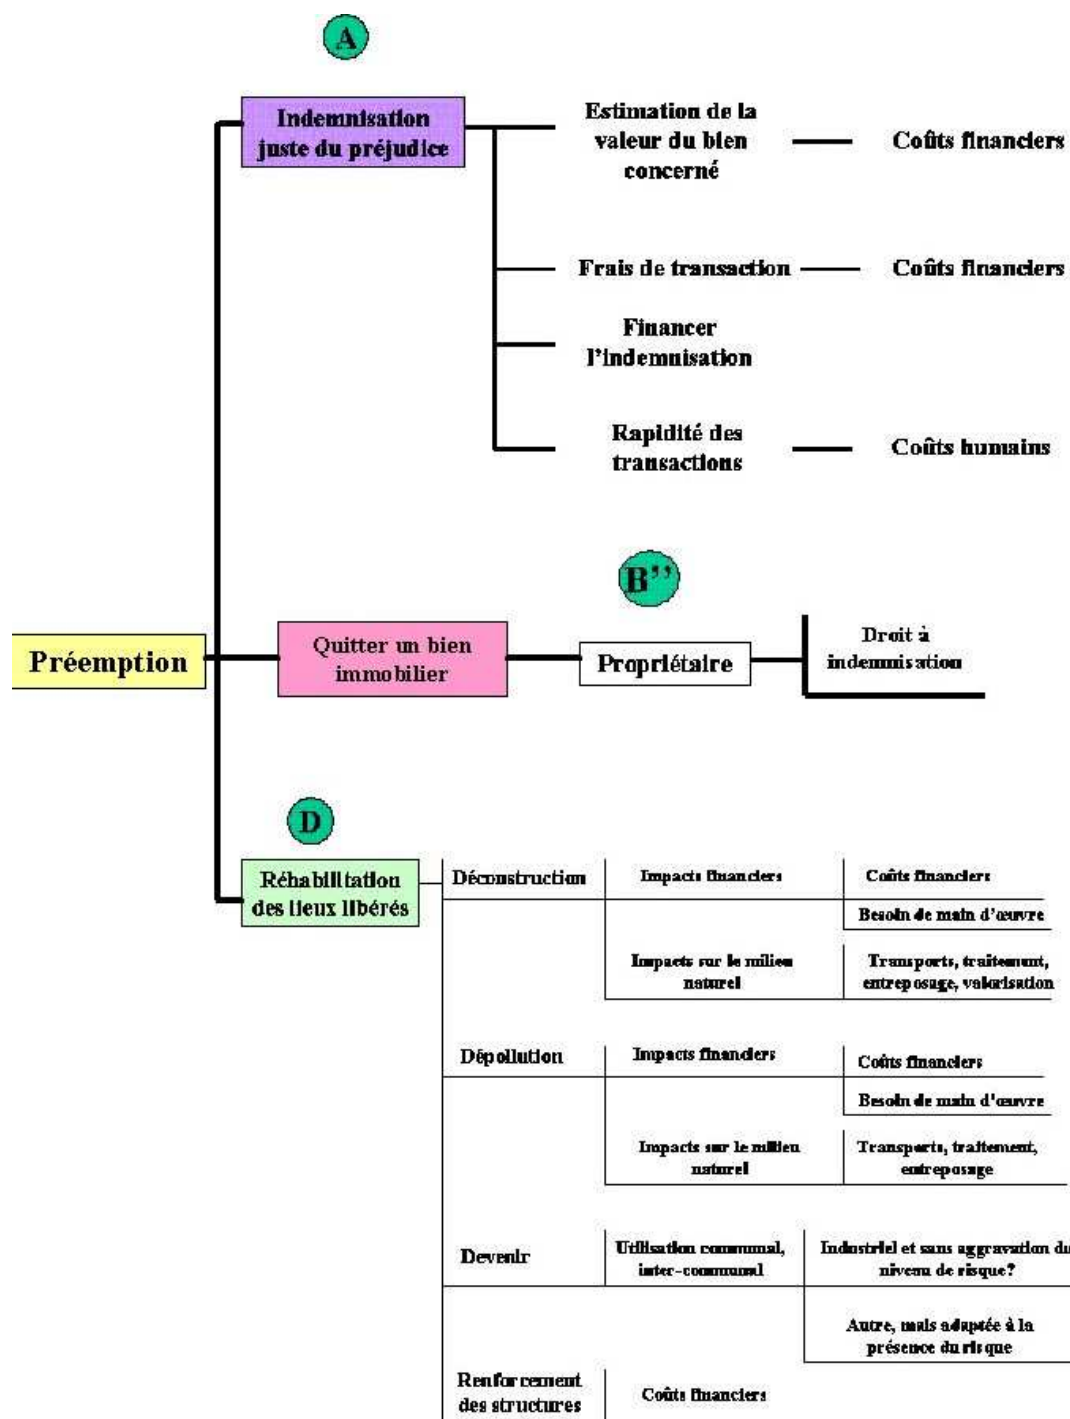 A
Indemnisation
juste du préjudice
Estimation de la
valeur du bien
concerné
Coûts financiers
Frais de transaction
Coûts financiers
Financer
l’indemnisation
Rapidité des
transactions
Coûts humains
B’’
Préemption
Quitter un bien
immobilier
Propriétaire
Droit à
indemnisation
D
Réhabilitation
des lieux libérés
Déconstruction
Impacts financiers
Coûts financiers
Besoin de main d’œuvre
Impacts sur le milieu
naturel
Transports, traitement,
entreposage, valorisation
Dépollution
Impacts financiers
Coûts financiers
Besoin de main d’œuvre
Impacts sur le milieu
naturel
Transports, traitement,
entreposage
Devenir
Utilisation communal,
inter-communal
Industriel et sans aggravation du
niveau de risque?
Autre, mais adaptée à la
présence du risque
Renforcement
des structures
Coûts financiers